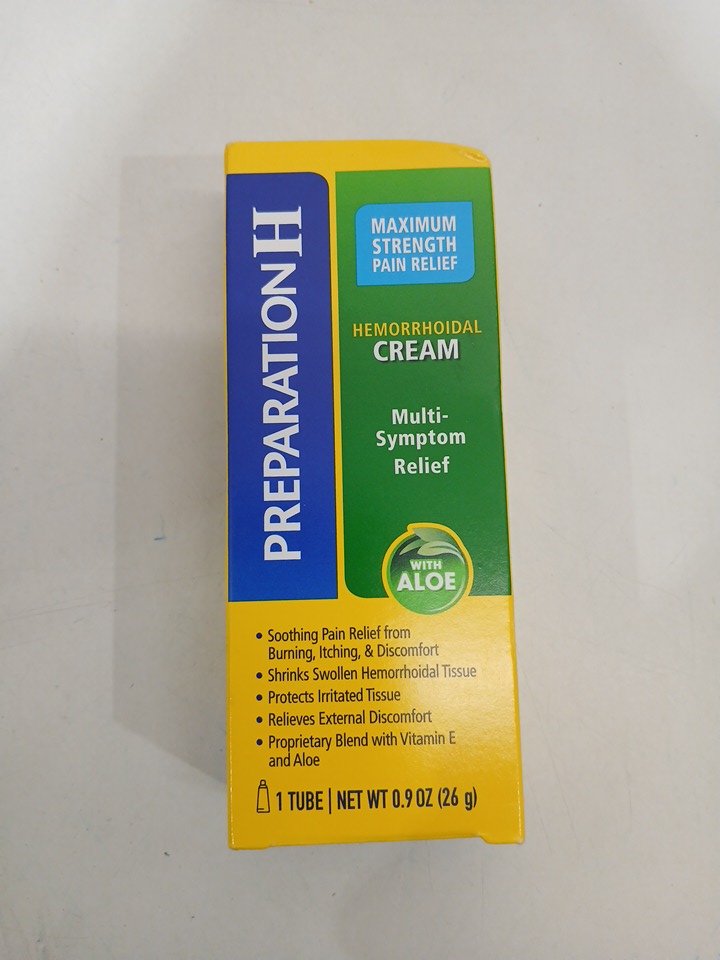 PREPARATION H
MAXIMUM
STRENGTH
PAIN RELIEF
HEMORRHOIDAL
CREAM
Multi-
Symptom
Relief
WITH
ALOE
• Soothing Pain Relief from
Burning, Itching, & Discomfort
• Shrinks Swollen Hemorrhoidal Tissue
• Protects Irritated Tissue
• Relieves External Discomfort
• Proprietary Blend with Vitamin E
and Aloe
1 TUBE | NET WT 0.9 OZ (26 g)